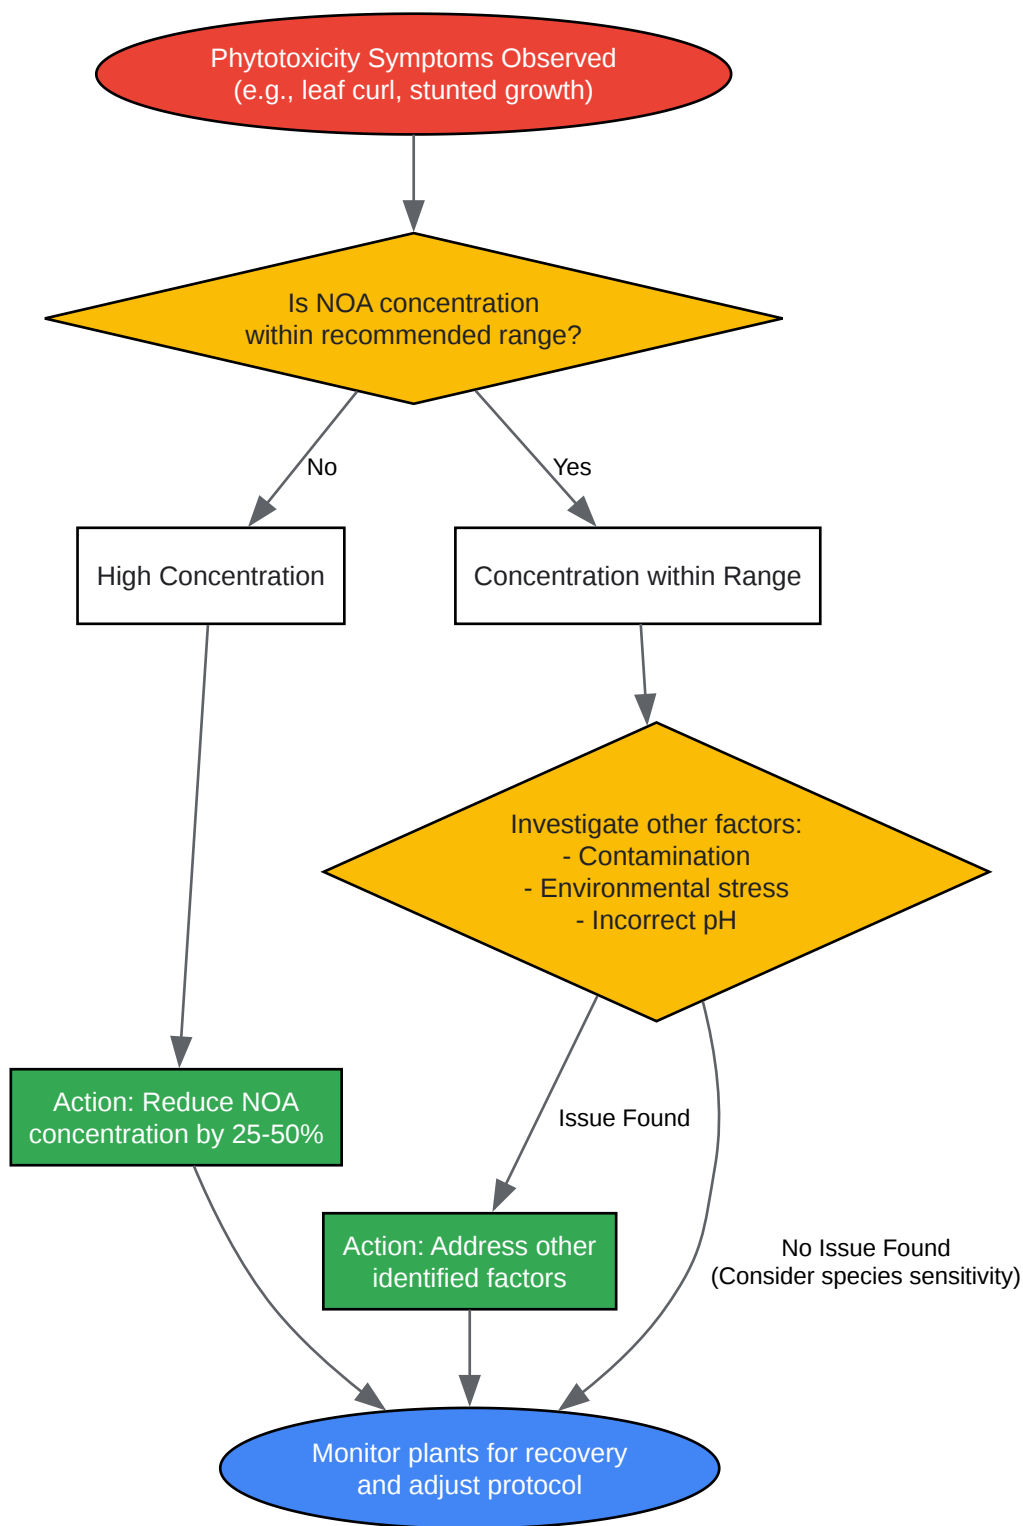 Phytotoxicity Symptoms Observed
(e.g., leaf curl, stunted growth)
Is NOA concentration
within recommended range?
No
Yes
High Concentration
Concentration within Range
Investigate other factors:
- Contamination
- Environmental stress
- Incorrect pH
Action: Reduce NOA
concentration by 25-50%
Issue Found
Action: Address other
identified factors
No Issue Found
(Consider species sensitivity)
Monitor plants for recovery
and adjust protocol